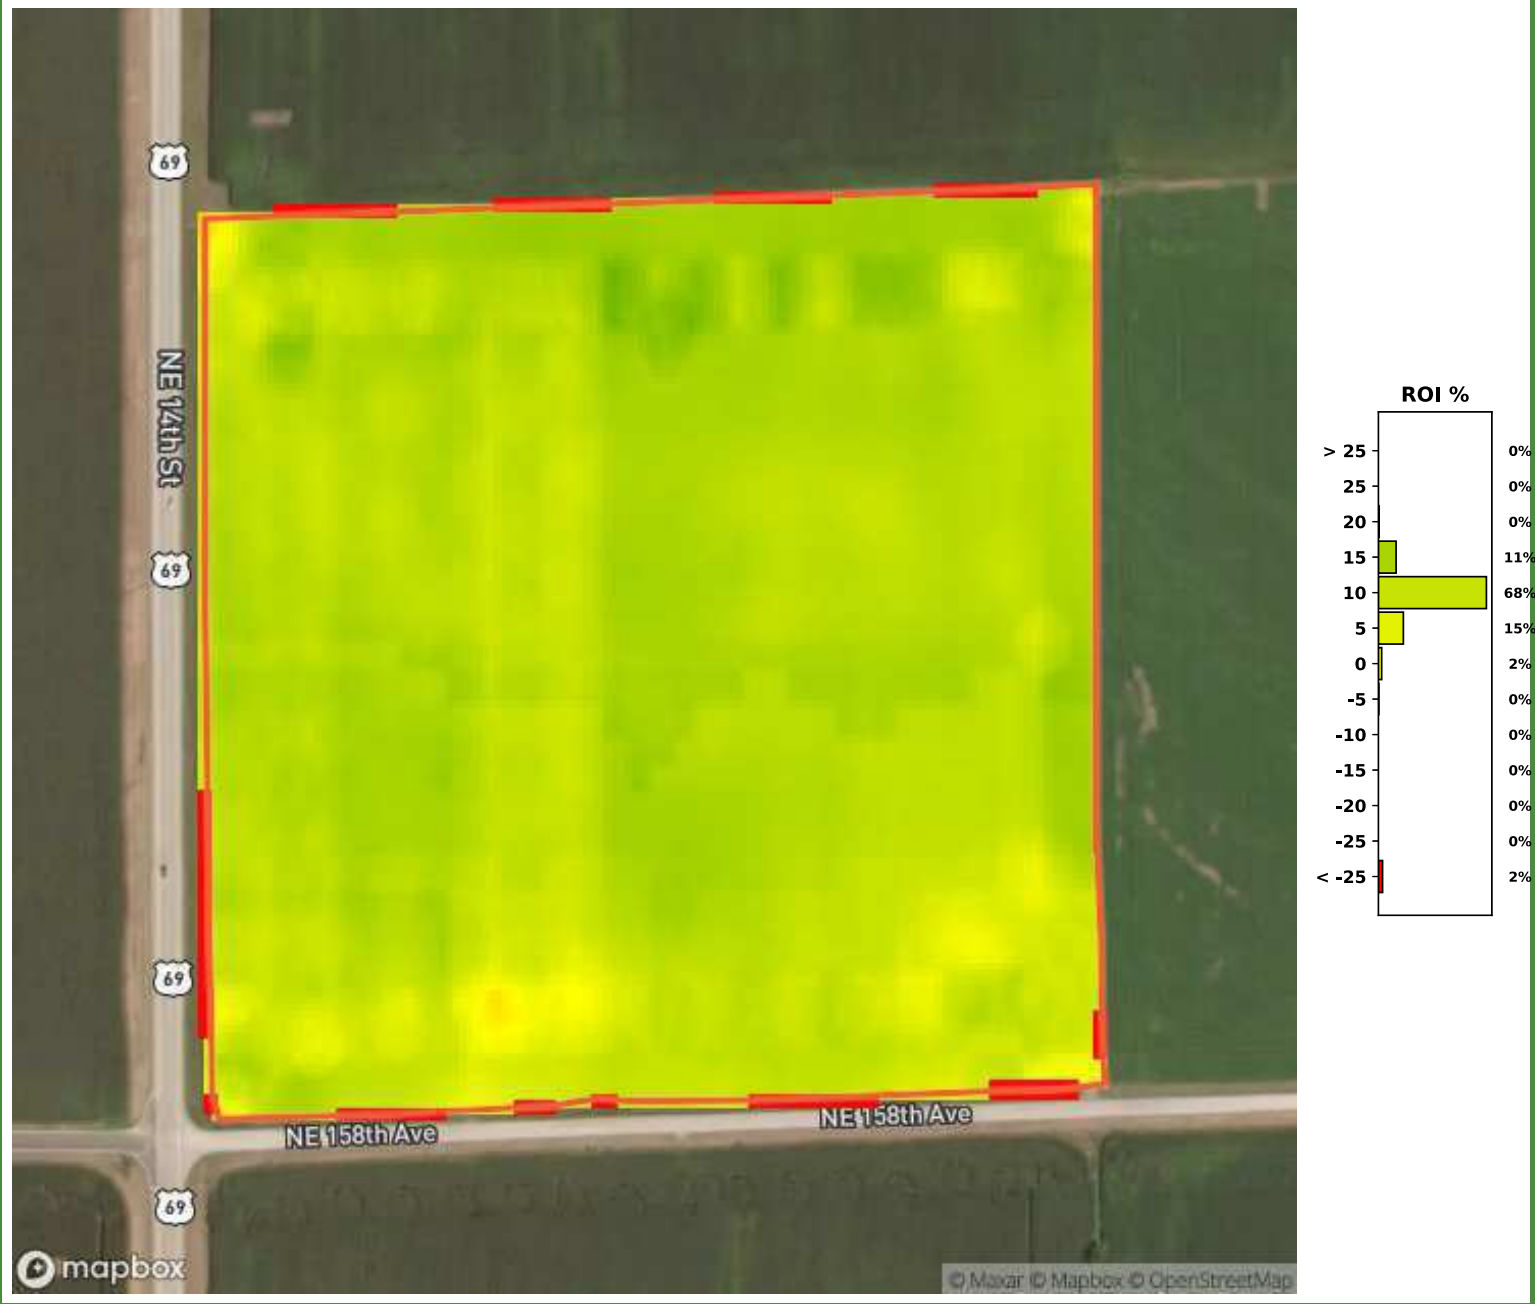 69
NE 14th St
69
69
NE 158th Ave
NE 158th Ave
69
mapbox
© Maxar © Mapbox © OpenStreetMap
ROI %
> 25 0%
25 0%
20 0%
15 11%
10 68%
5 15%
0 2%
-5 0%
-10 0%
-15 0%
-20 0%
-25 0%
< -25 2%